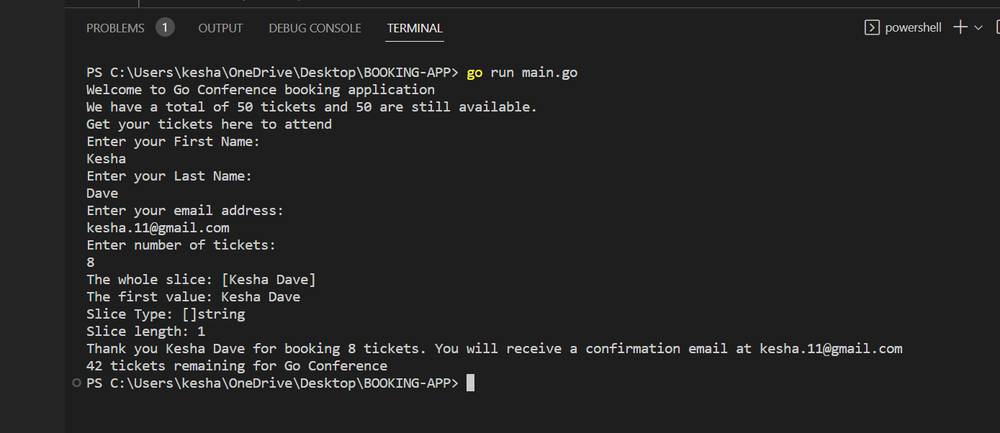 PROBLEMS 1 OUTPUT DEBUG CONSOLE TERMINAL powershell
PS C:\Users\kesha\OneDrive\Desktop\BOOKING-APP> go run main.go
Welcome to Go Conference booking application
We have a total of 50 tickets and 50 are still available.
Get your tickets here to attend
Enter your First Name:
Kesha
Enter your Last Name:
Dave
Enter your email address:
kesha.11@gmail.com
Enter number of tickets:
8
The whole slice: [Kesha Dave]
The first value: Kesha Dave
Slice Type: []string
Slice length: 1
Thank you Kesha Dave for booking 8 tickets. You will receive a confirmation email at kesha.11@gmail.com
42 tickets remaining for Go Conference
PS C:\Users\kesha\OneDrive\Desktop\BOOKING-APP>